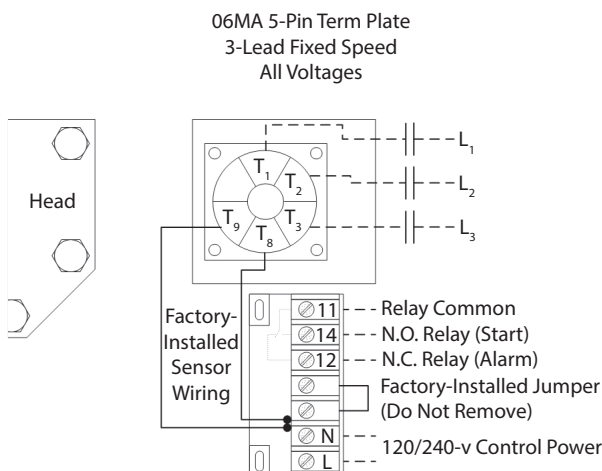 06MA 5-Pin Term Plate
3-Lead Fixed Speed
All Voltages
Head
T1
T2
T3
T8
T9
L1
L2
L3
Factory-
Installed
Sensor
Wiring
11 Relay Common
14 N.O. Relay (Start)
12 N.C. Relay (Alarm)
Factory-Installed Jumper
(Do Not Remove)
N
L
120/240-v Control Power